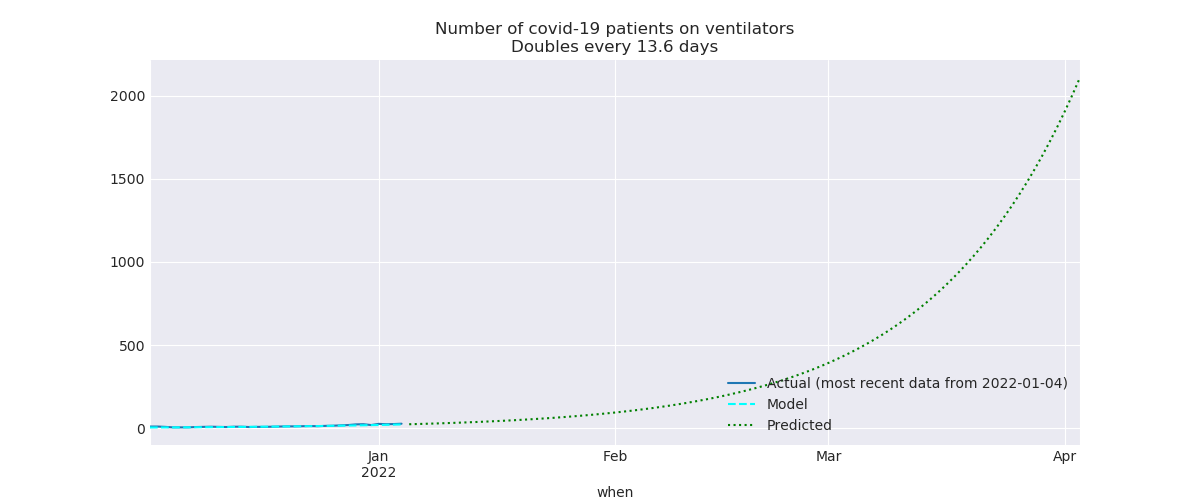 Number of covid-19 patients on ventilators
Doubles every 13.6 days
2000
1500
1000
500
0
Actual (most recent data from 2022-01-04)
Model
Predicted
Jan
2022
Feb
Mar
Apr
when